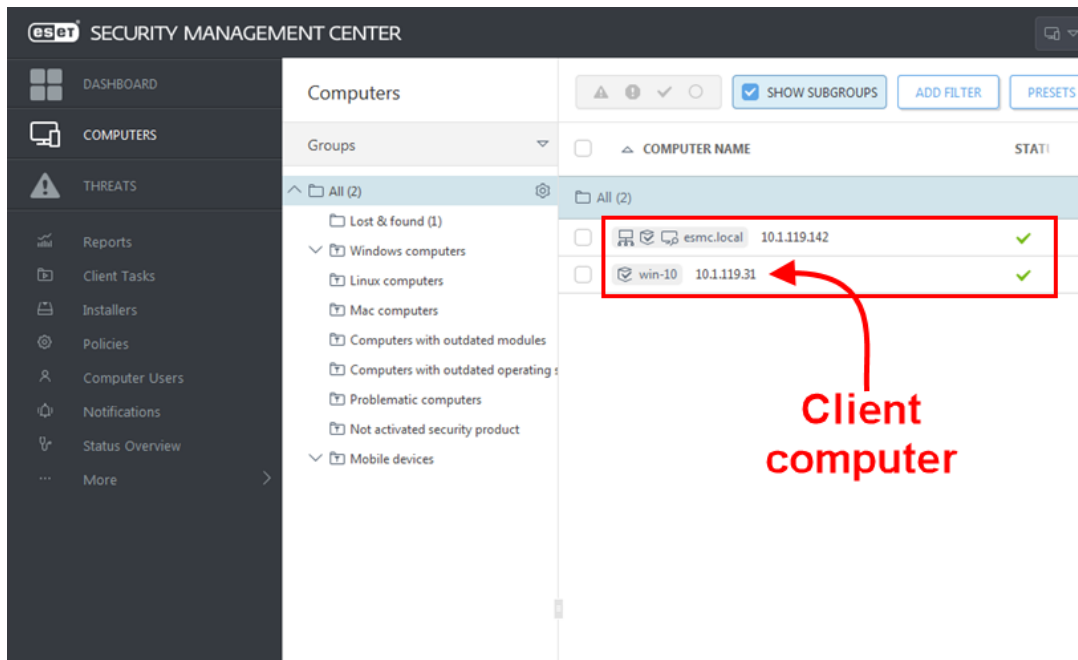 eset SECURITY MANAGEMENT CENTER
DASHBOARD
COMPUTERS
THREATS
Reports
Client Tasks
Installers
Policies
Computer Users
Notifications
Status Overview
More
Computers
Groups
All (2)
Lost & found (1)
Windows computers
Linux computers
Mac computers
Computers with outdated modules
Computers with outdated operating s
Problematic computers
Not activated security product
Mobile devices
SHOW SUBGROUPS ADD FILTER PRESETS
COMPUTER NAME STATU
All (2)
esmc.local 10.1.119.142
win-10 10.1.119.31
Client
computer